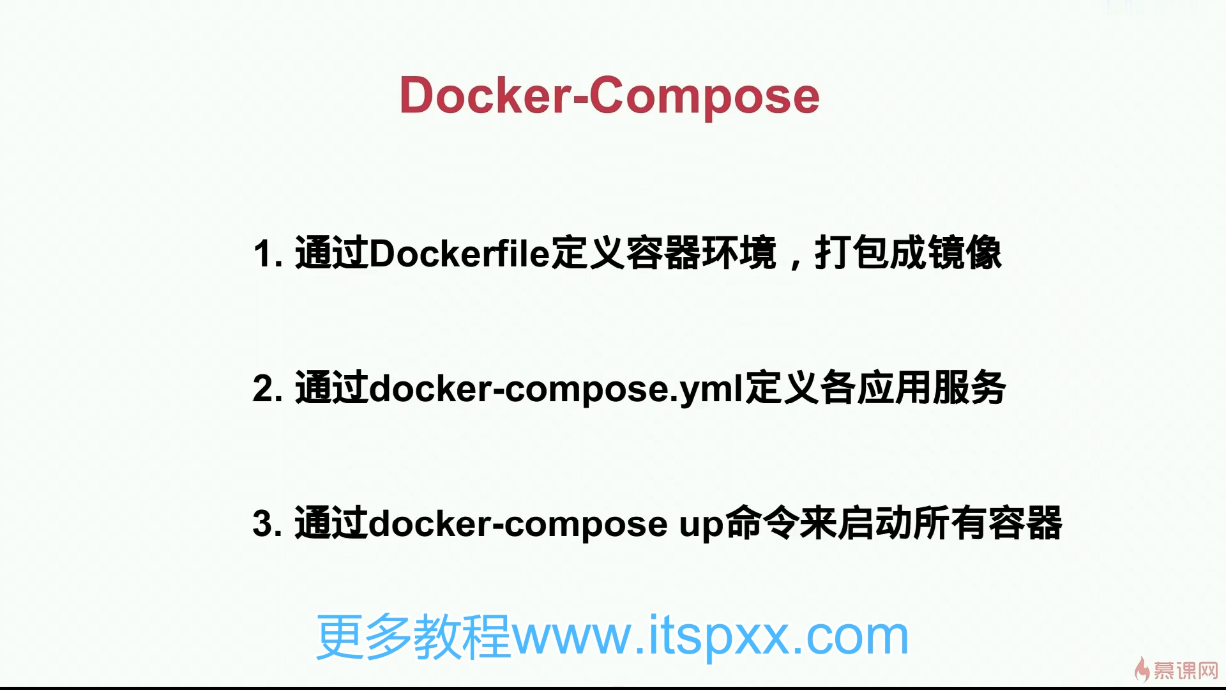 Docker-Compose
1. 通过Dockerfile定义容器环境，打包成镜像
2. 通过docker-compose.yml定义各应用服务
3. 通过docker-compose up命令来启动所有容器
更多教程www.itspxx.com
慕课网